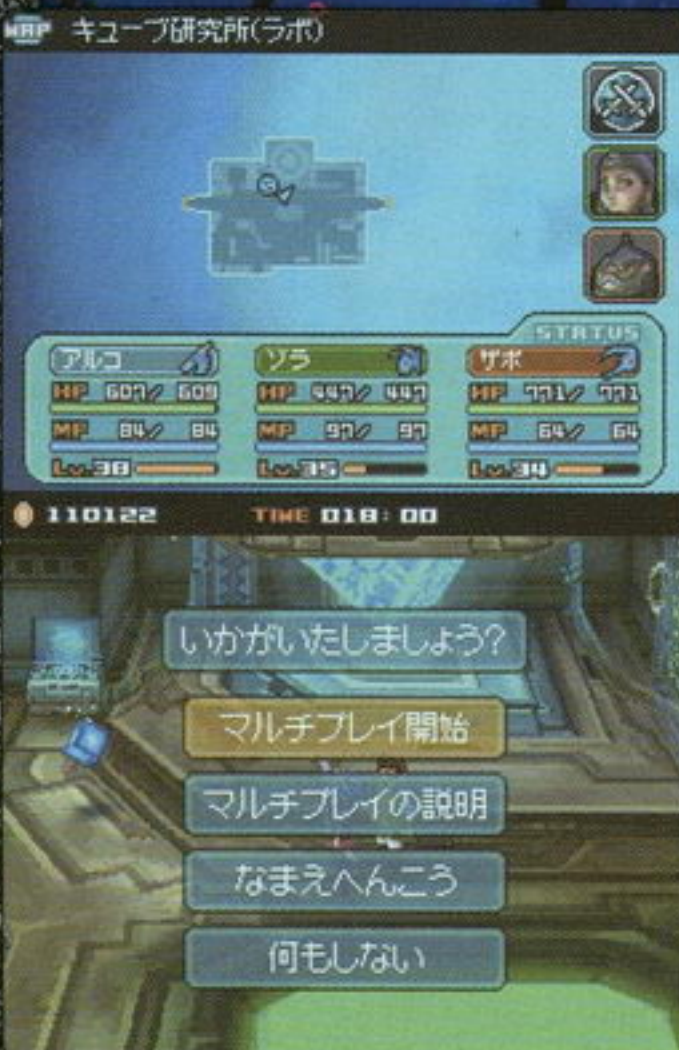 MAP キューブ研究所(ラボ)
STATUS
アルコ ソラ ザボ
HP 607/ 609 HP 447/ 447 HP 771/ 771
MP 84/ 84 MP 97/ 97 MP 64/ 64
Lv.38 Lv.35 Lv.34
110122 TIME 018:00
いかがいたしましょう?
マルチプレイ開始
マルチプレイの説明
なまえへんこう
何もしない